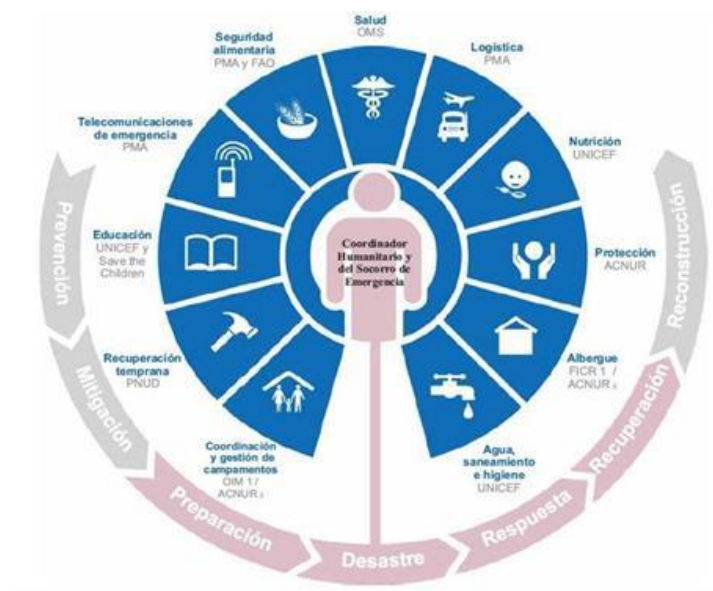 Salud
OMS
Logística
PMA
Nutrición
UNICEF
Protección
ACNUR
Albergue
FICR 1 /
ACNUR 2
Agua,
saneamiento
e higiene
UNICEF
Coordinación
y gestión de
campamentos
OIM 1 /
ACNUR 2
Recuperación
temprana
PNUD
Educación
UNICEF y
Save the
Children
Telecomunicaciones
de emergencia
PMA
Seguridad
alimentaria
PMA y FAO
Coordinador
Humanitario y
del Socorro de
Emergencia
Prevención
Mitigación
Preparación
Desastre
Respuesta
Recuperación
Reconstrucción